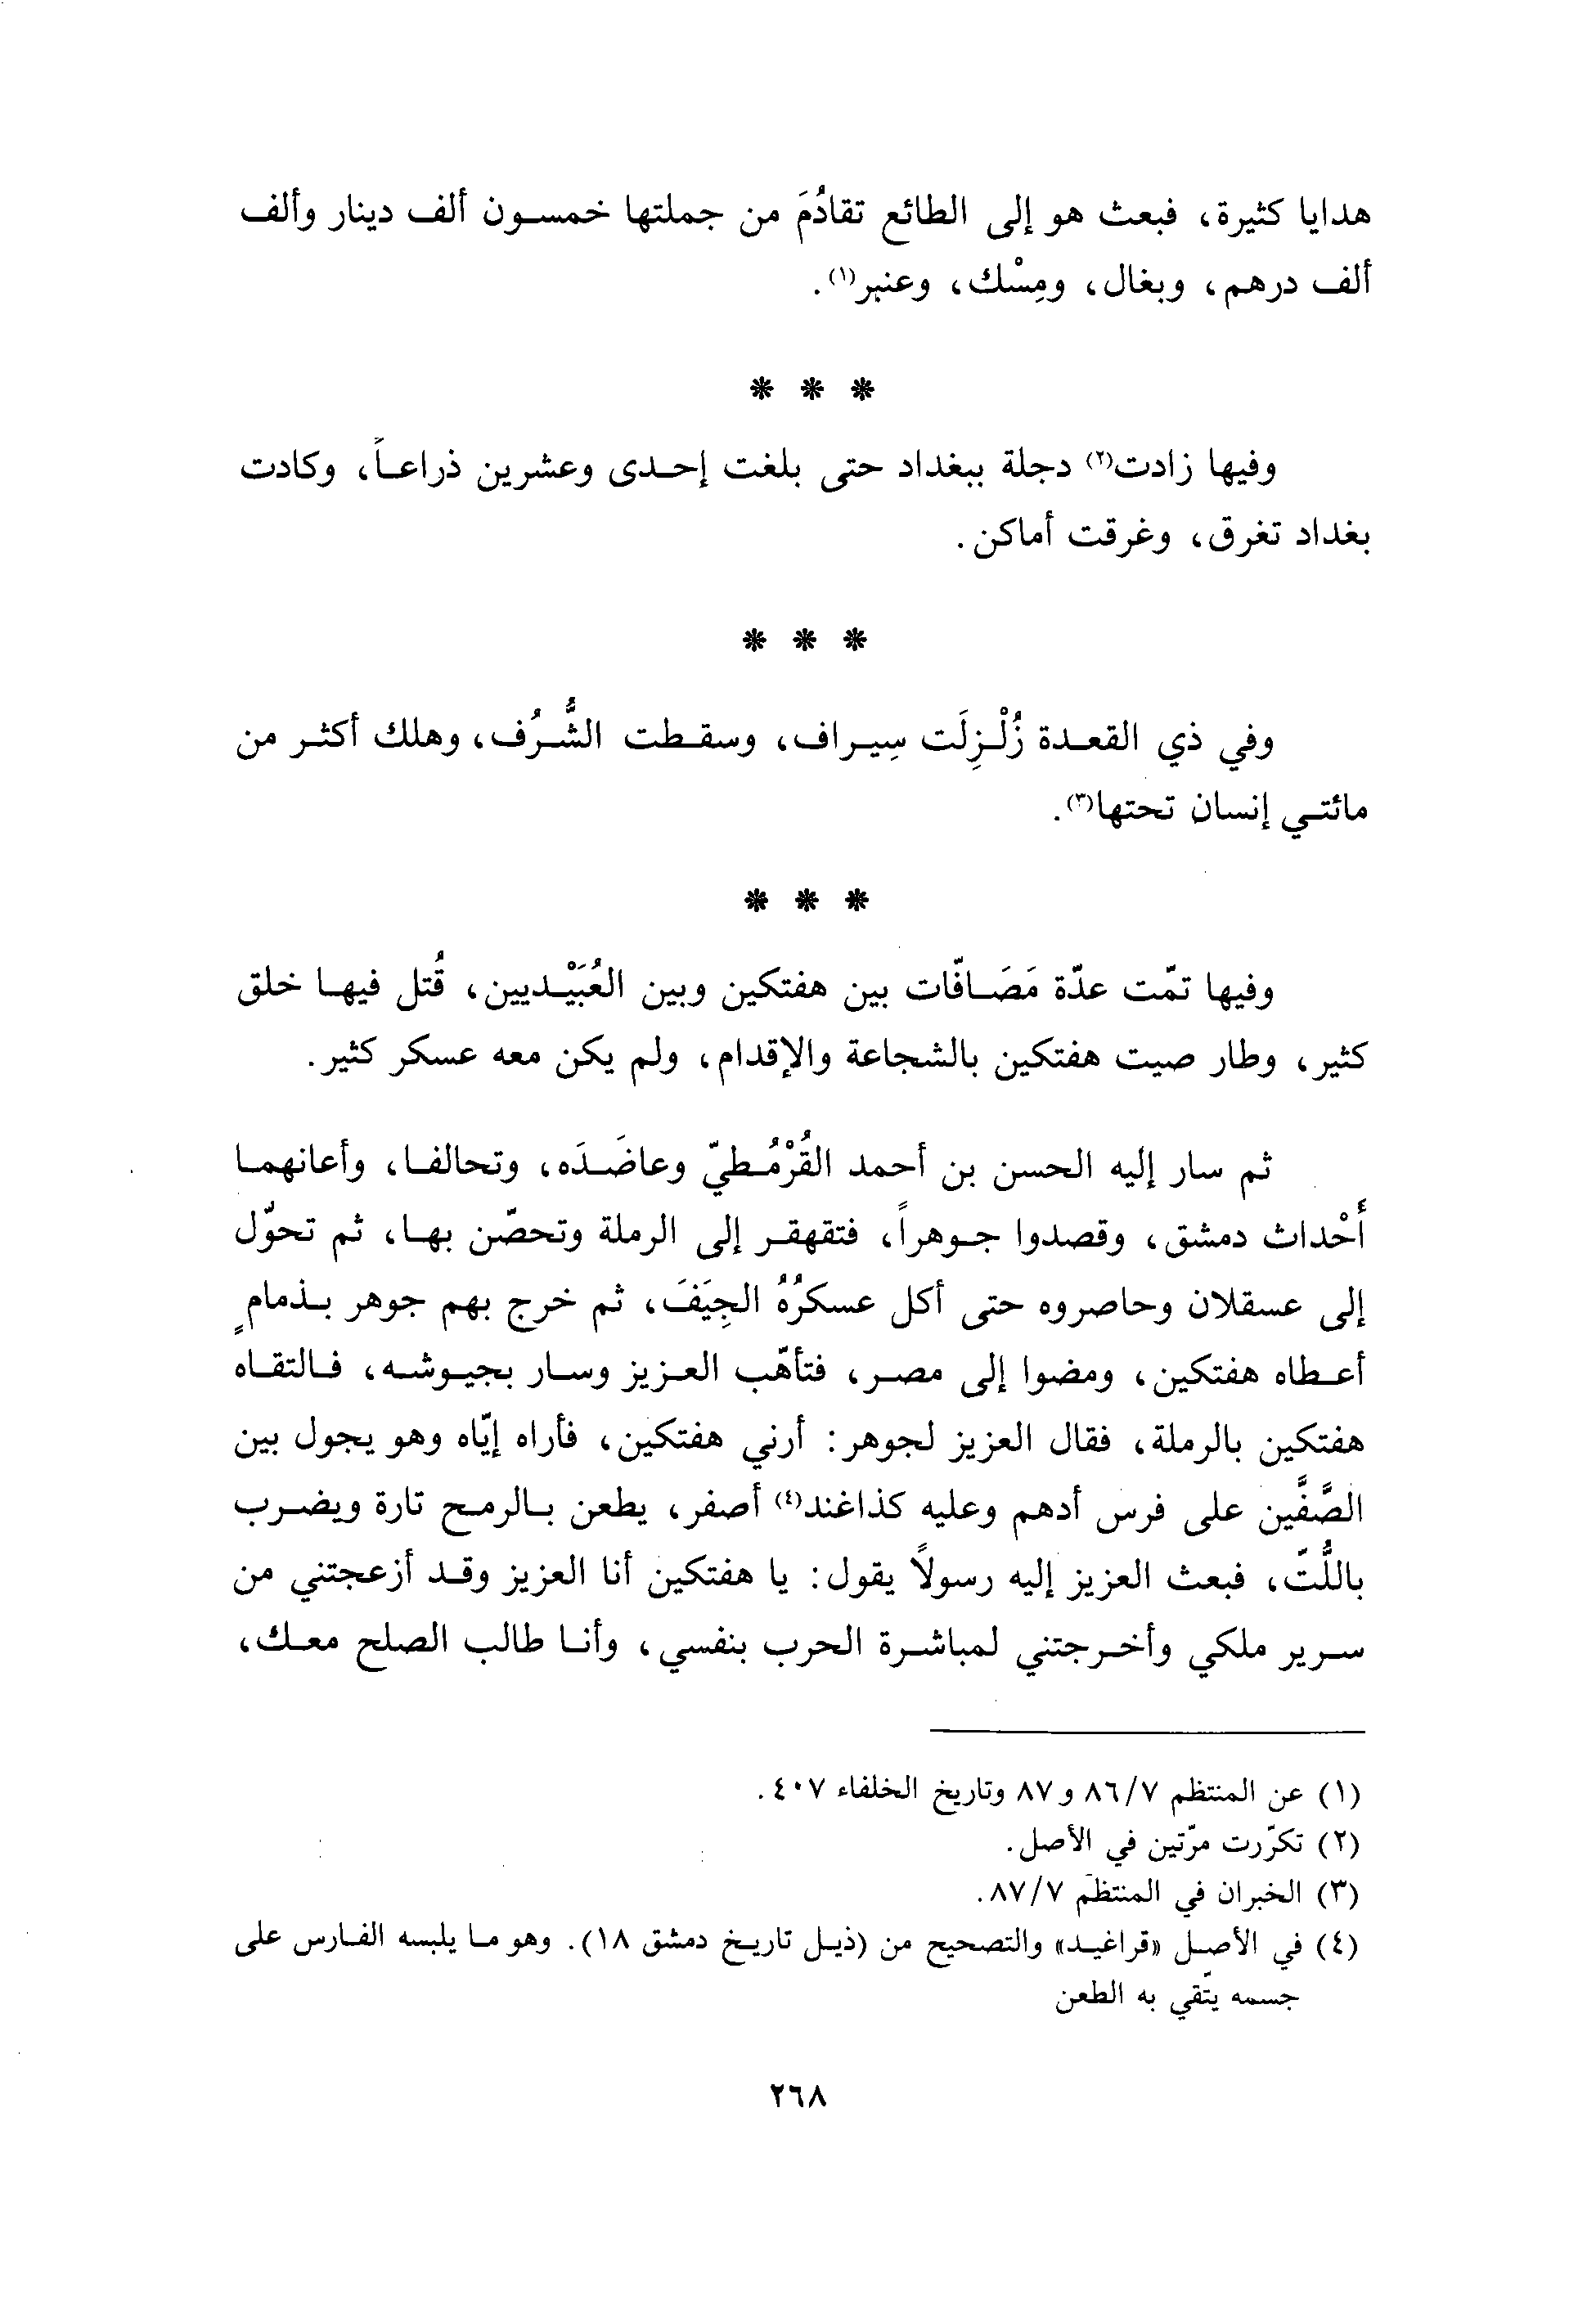 هدايا كثيرة، فبعث هو إلى الطائع تقادُمَ من جملتها خمسون ألف دينار وألف
ألف درهم، وبغال، ومِسْك، وعنبر(١).
* * *
وفيها زادت(٢) دجلة ببغداد حتى بلغت إحدى وعشرين ذراعاً، وكادت
بغداد تغرق، وغرقت أماكن.
* * *
وفي ذي القعدة زُلْزِلَت سِيراف، وسقطت الشُّرُف، وهلك أكثر من
مائتي إنسان تحتها(٣).
* * *
وفيها تمّت عدّة مَصَافّات بين هفتكين وبين العُبَيْديين، قُتل فيها خلق
كثير، وطار صيت هفتكين بالشجاعة والإقدام، ولم يكن معه عسكر كثير.
ثم سار إليه الحسن بن أحمد القُرْمُطيّ وعاضَدَه، وتحالفا، وأعانهما
أَحْداث دمشق، وقصدوا جوهراً، فتقهقر إلى الرملة وتحصّن بها، ثم تحوّل
إلى عسقلان وحاصروه حتى أكل عسكرُهُ الجِيَفَ، ثم خرج بهم جوهر بذمامٍ
أعطاه هفتكين، ومضوا إلى مصر، فتأهّب العزيز وسار بجيوشه، فالتقاه
هفتكين بالرملة، فقال العزيز لجوهر: أرني هفتكين، فأراه إيّاه وهو يجول بين
الصَّفَّين على فرس أدهم وعليه كذاغند(٤) أصفر، يطعن بالرمح تارة ويضرب
باللُّتّ، فبعث العزيز إليه رسولاً يقول: يا هفتكين أنا العزيز وقد أزعجتني من
سرير ملكي وأخرجتني لمباشرة الحرب بنفسي، وأنا طالب الصلح معك،
(١) عن المنتظم ٨٦/٧ و ٨٧ وتاريخ الخلفاء ٤٠٧.
(٢) تكرّرت مرّتين في الأصل.
(٣) الخبران في المنتظم ٨٧/٧.
(٤) في الأصل «قراغيد» والتصحيح من (ذيل تاريخ دمشق ١٨). وهو ما يلبسه الفارس على
جسمه يتّقي به الطعن
٢٦٨